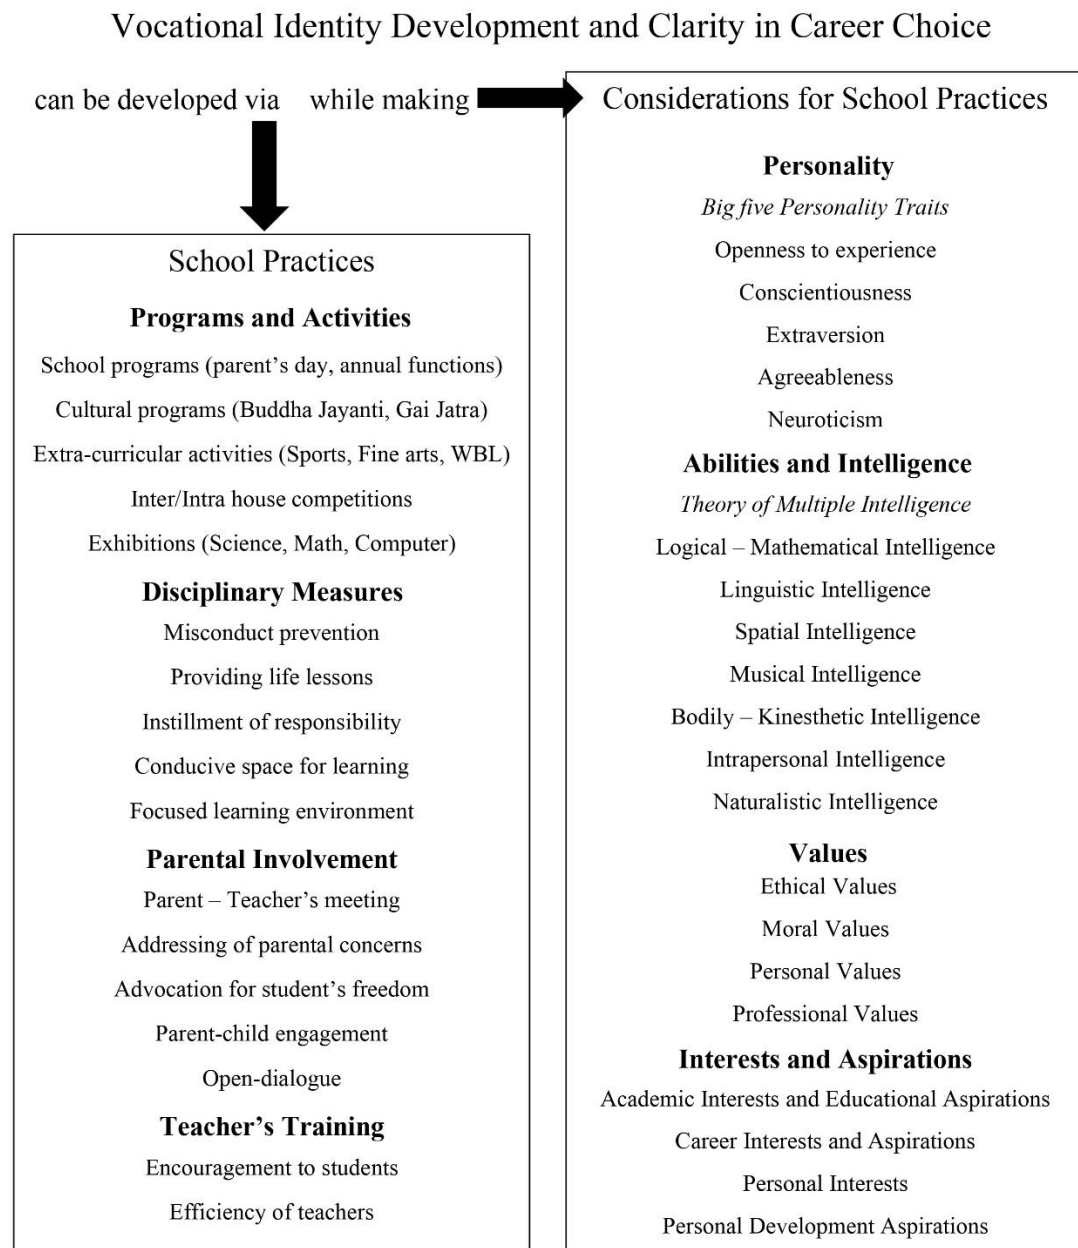 Vocational Identity Development and Clarity in Career Choice
can be developed via
while making
School Practices
Programs and Activities
School programs (parent’s day, annual functions)
Cultural programs (Buddha Jayanti, Gai Jatra)
Extra-curricular activities (Sports, Fine arts, WBL)
Inter/Intra house competitions
Exhibitions (Science, Math, Computer)
Disciplinary Measures
Misconduct prevention
Providing life lessons
Instillment of responsibility
Conducive space for learning
Focused learning environment
Parental Involvement
Parent – Teacher’s meeting
Addressing of parental concerns
Advocation for student’s freedom
Parent-child engagement
Open-dialogue
Teacher’s Training
Encouragement to students
Efficiency of teachers
Considerations for School Practices
Personality
Big five Personality Traits
Openness to experience
Conscientiousness
Extraversion
Agreeableness
Neuroticism
Abilities and Intelligence
Theory of Multiple Intelligence
Logical – Mathematical Intelligence
Linguistic Intelligence
Spatial Intelligence
Musical Intelligence
Bodily – Kinesthetic Intelligence
Intrapersonal Intelligence
Naturalistic Intelligence
Values
Ethical Values
Moral Values
Personal Values
Professional Values
Interests and Aspirations
Academic Interests and Educational Aspirations
Career Interests and Aspirations
Personal Interests
Personal Development Aspirations